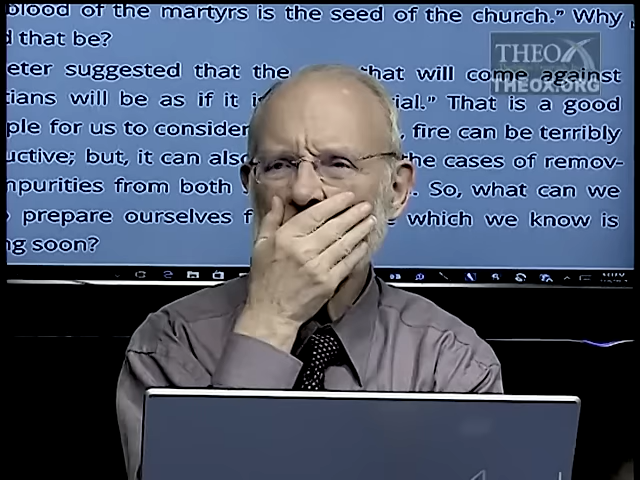 blood of the martyrs is the seed of the church.” Why
d that be?
THEOX
THEOX.ORG
eter suggested that the that will come against
tians will be as if it ial.” That is a good
ple for us to consider , fire can be terribly
uctive; but, it can also the cases of remov-
mpurities from both . So, what can we
prepare ourselves f which we know is
ng soon?